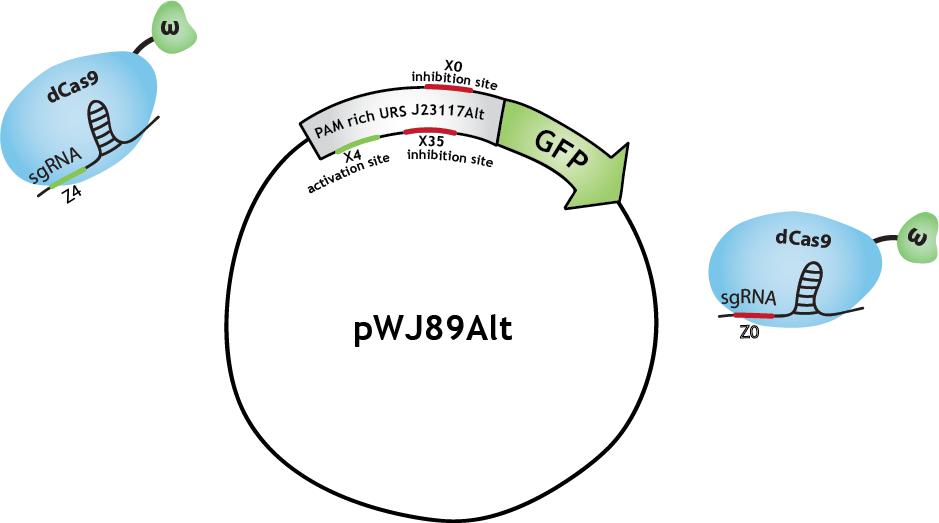 ω
dCas9
sgRNA
Z4
X0
inhibition site
PAM rich URS J23117Alt
X4
activation site
X35
inhibition site
GFP
pWJ89Alt
dCas9
ω
sgRNA
Z0